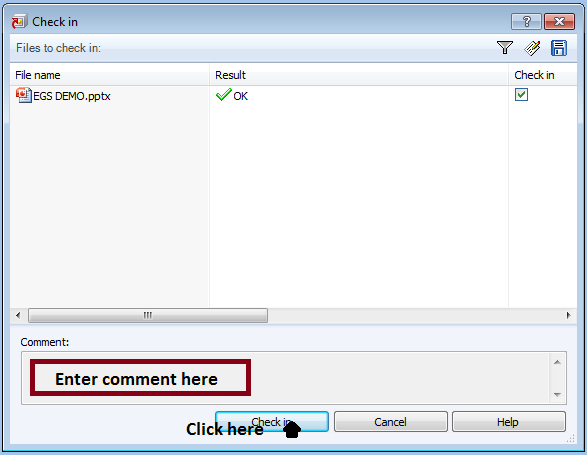 Check in
Files to check in:
File name Result Check in
EGS DEMO.pptx OK
Comment:
Enter comment here
Click here Check in Cancel Help